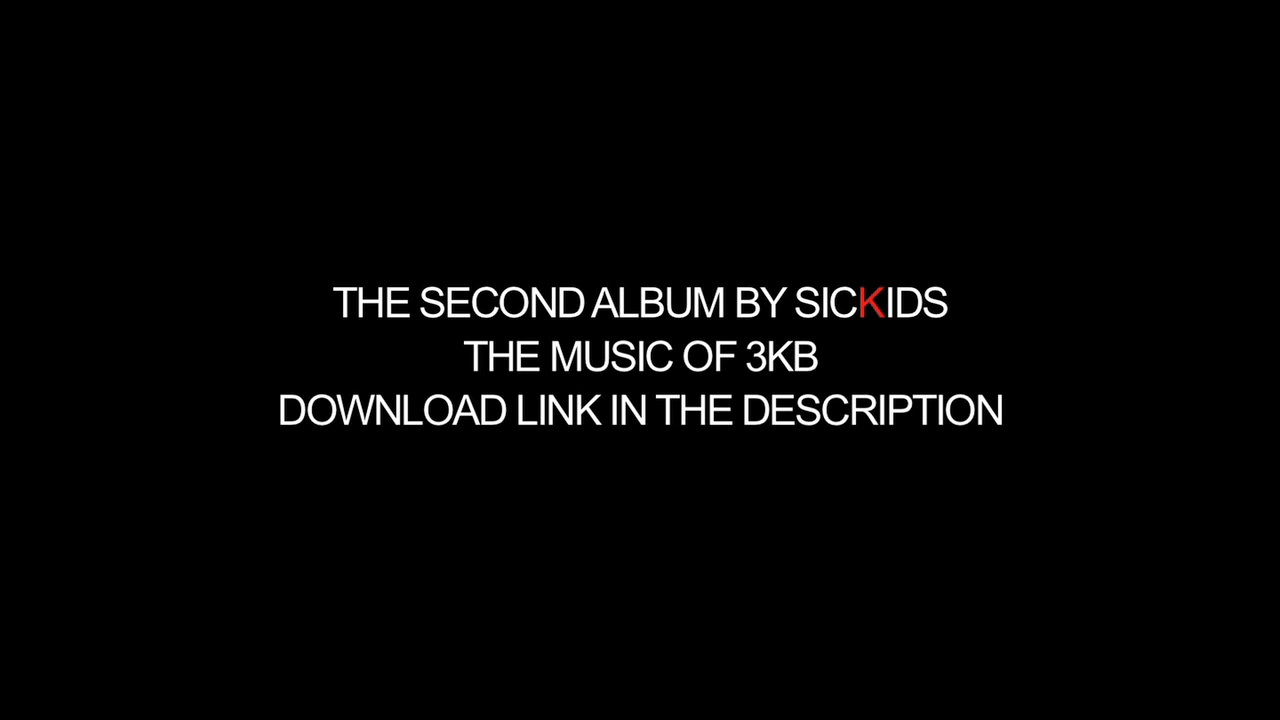 THE SECOND ALBUM BY SICKIDS
THE MUSIC OF 3KB
DOWNLOAD LINK IN THE DESCRIPTION